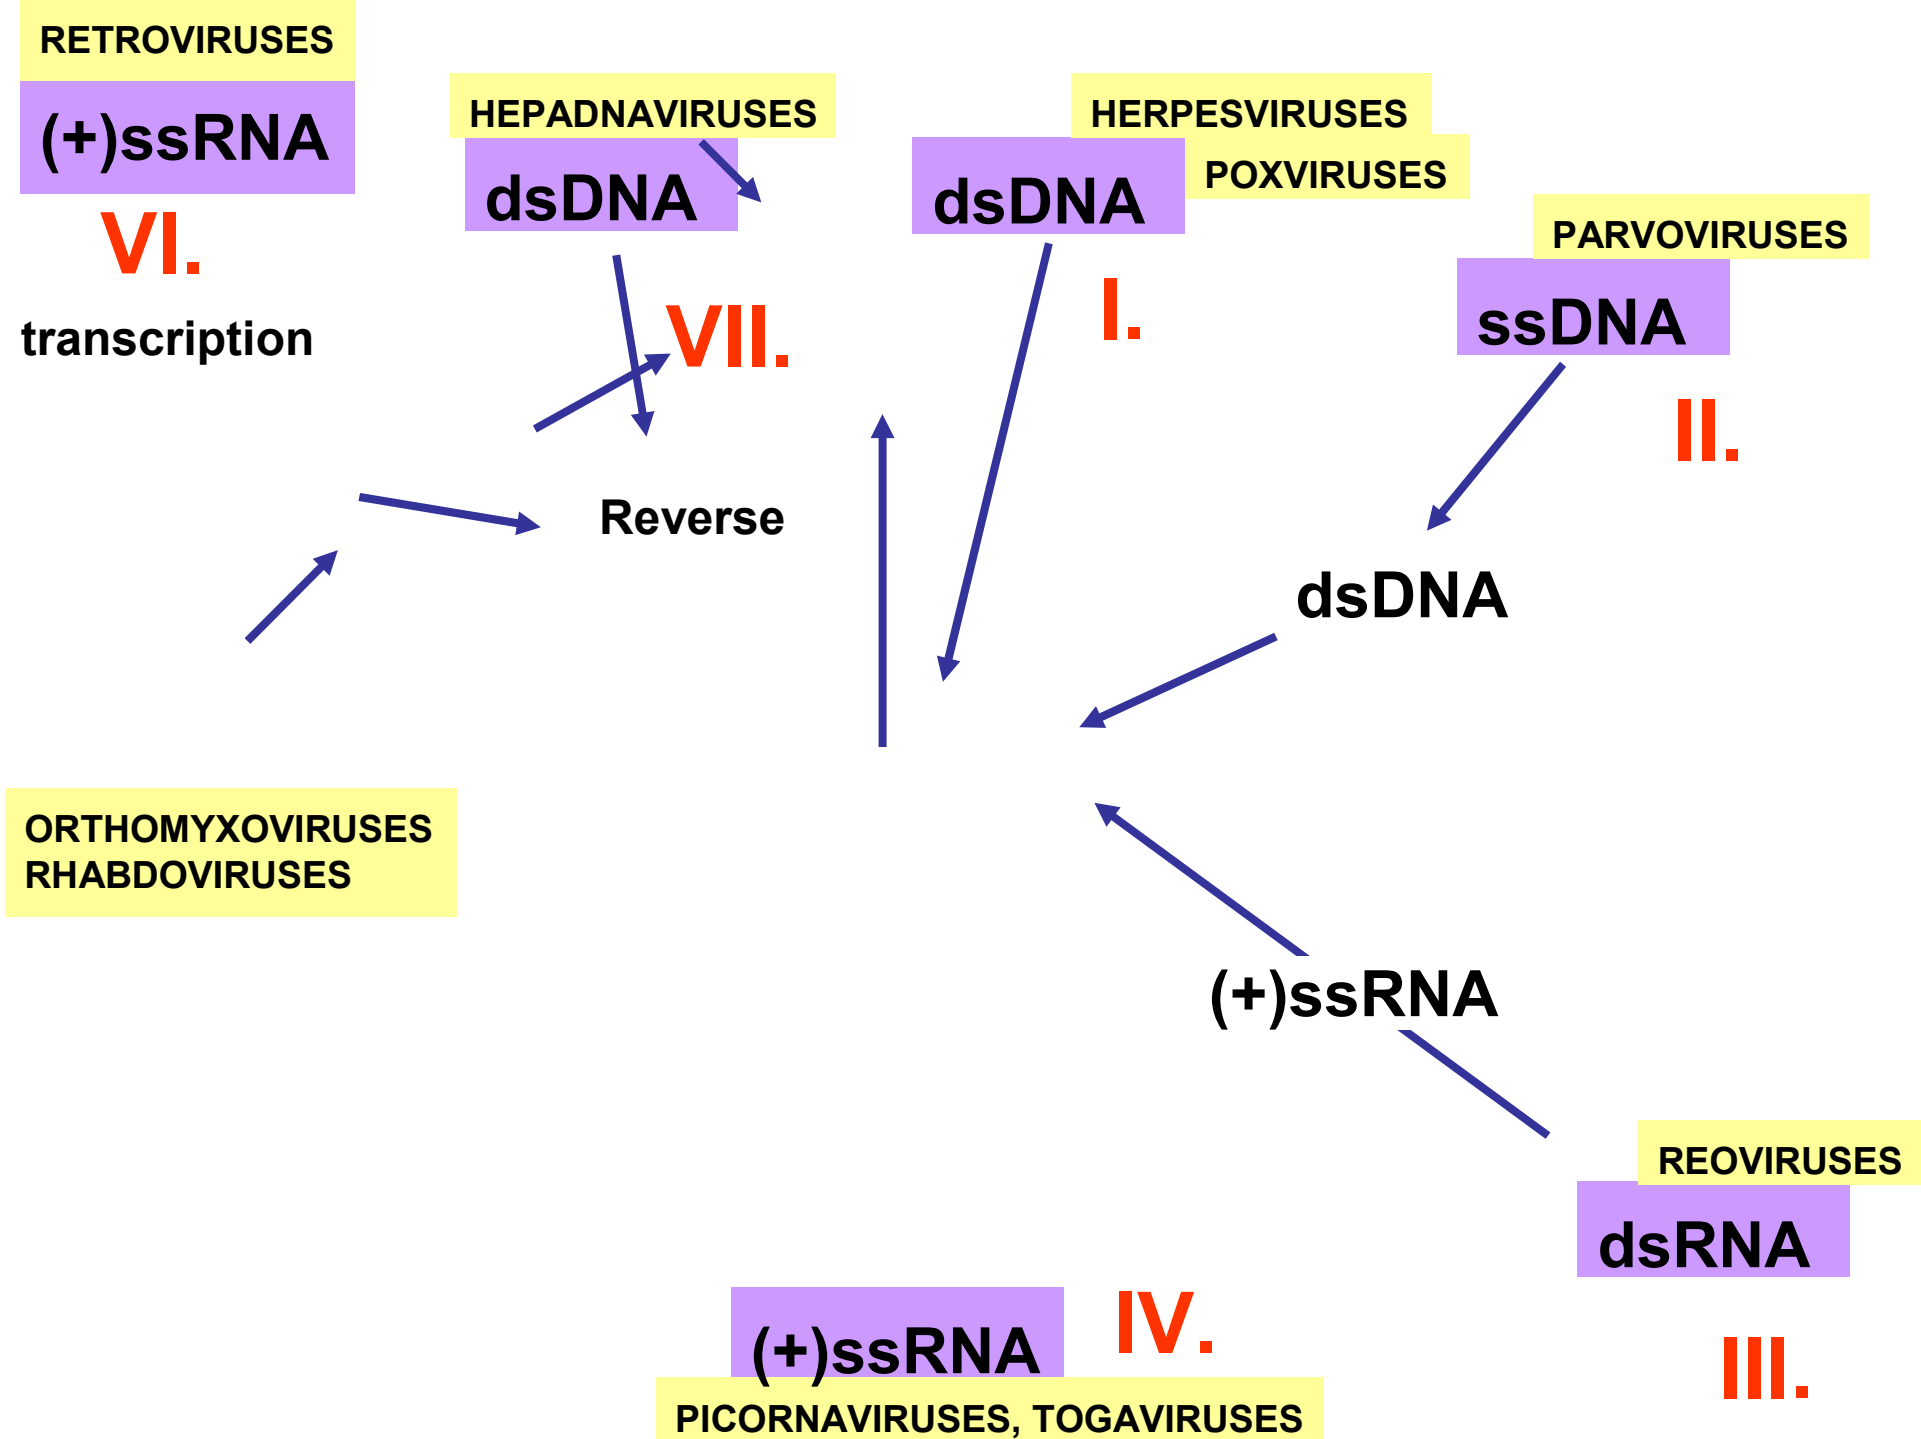 RETROVIRUSES
(+)ssRNA
VI.
transcription
HEPADNAVIRUSES
dsDNA
VII.
Reverse
HERPESVIRUSES
POXVIRUSES
dsDNA
I.
PARVOVIRUSES
ssDNA
II.
dsDNA
ORTHOMYXOVIRUSES
RHABDOVIRUSES
(+)ssRNA
REOVIRUSES
dsRNA
III.
(+)ssRNA
IV.
PICORNAVIRUSES, TOGAVIRUSES